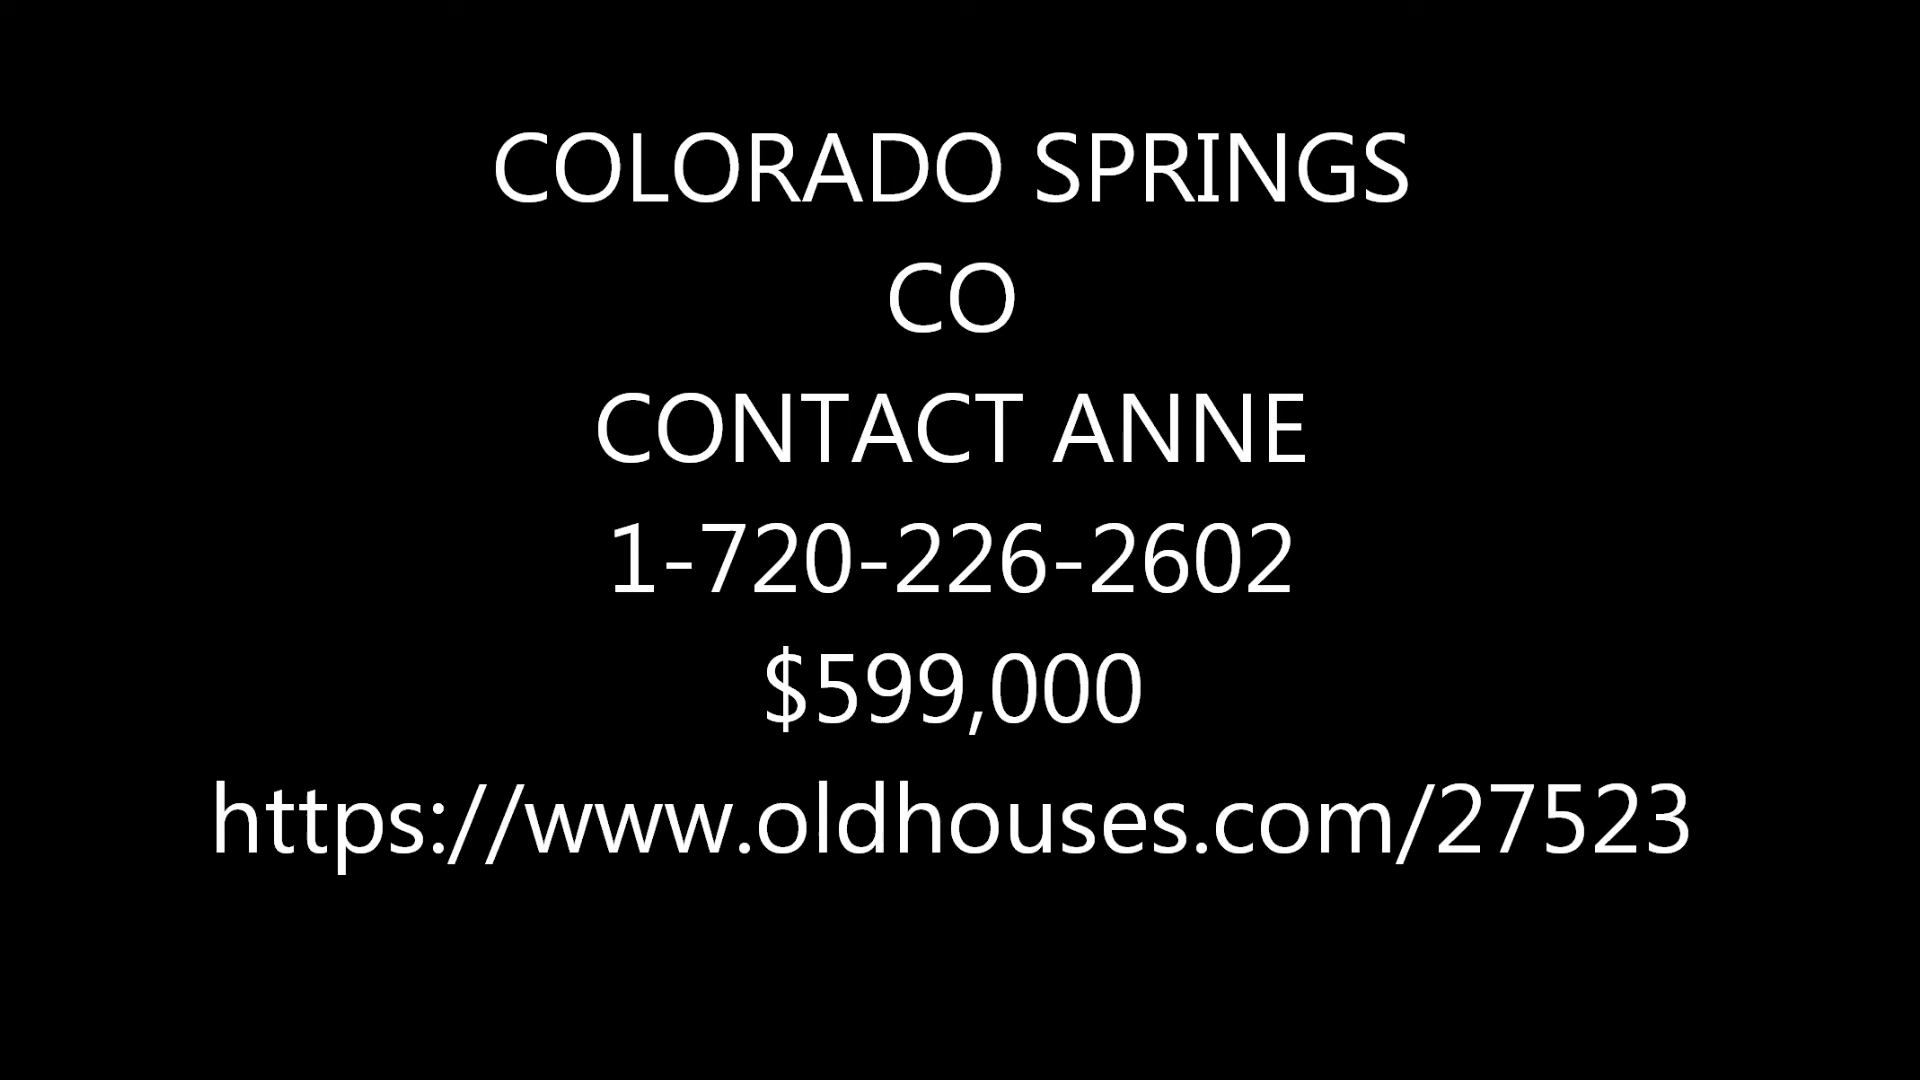 COLORADO SPRINGS
CO
CONTACT ANNE
1-720-226-2602
$599,000
https://www.oldhouses.com/27523